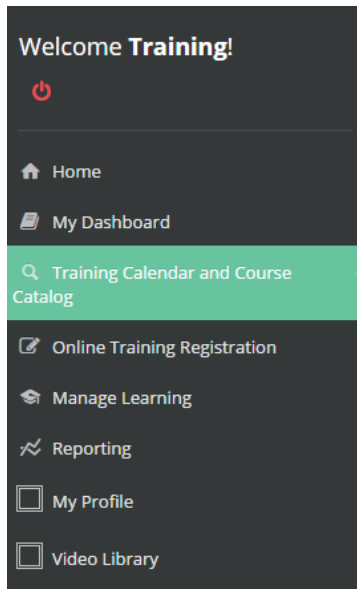 Welcome Training!
Home
My Dashboard
Training Calendar and Course
Catalog
Online Training Registration
Manage Learning
Reporting
My Profile
Video Library